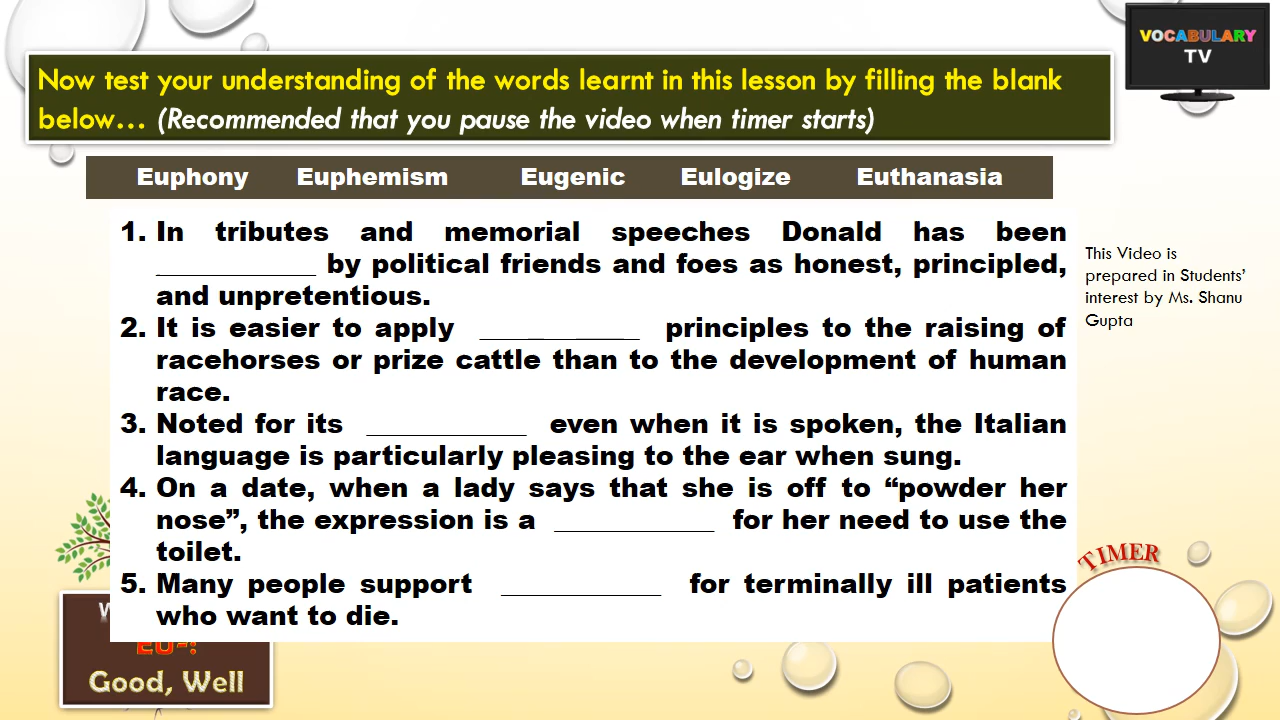 VOCABULARY
TV
Now test your understanding of the words learnt in this lesson by filling the blank
below... (Recommended that you pause the video when timer starts)
Euphony Euphemism Eugenic Eulogize Euthanasia
1. In tributes and memorial speeches Donald has been
____________ by political friends and foes as honest, principled,
and unpretentious.
2. It is easier to apply ____________ principles to the raising of
racehorses or prize cattle than to the development of human
race.
3. Noted for its ____________ even when it is spoken, the Italian
language is particularly pleasing to the ear when sung.
4. On a date, when a lady says that she is off to “powder her
nose”, the expression is a ____________ for her need to use the
toilet.
5. Many people support ____________ for terminally ill patients
who want to die.
This Video is
prepared in Students’
interest by Ms. Shanu
Gupta
TIMER
EU-:
Good, Well